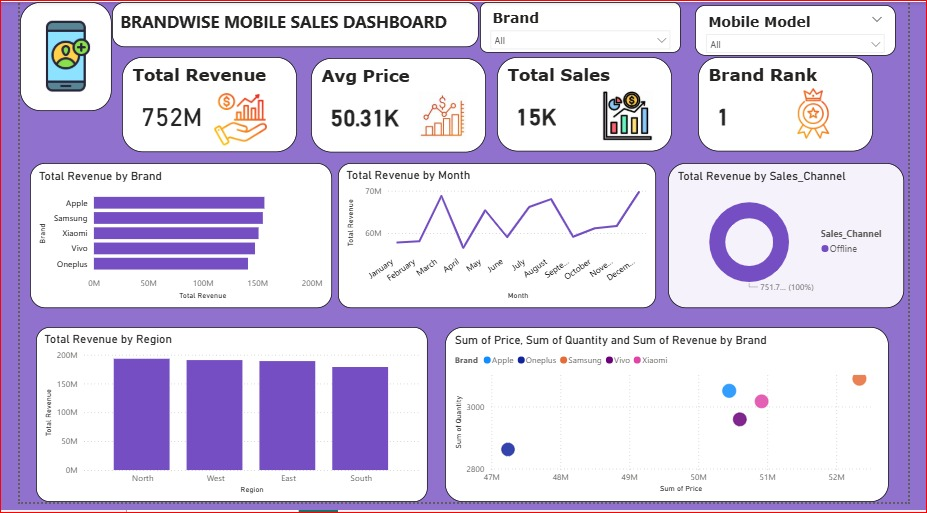 BRANDWISE MOBILE SALES DASHBOARD
Brand
All
Mobile Model
All
Total Revenue
752M
Avg Price
50.31K
Total Sales
15K
Brand Rank
1
Total Revenue by Brand
Brand
Apple
Samsung
Xiaomi
Vivo
Oneplus
0M 50M 100M 150M 200M
Total Revenue
Total Revenue by Month
Total Revenue
70M
60M
January February March April May June July August Septe... October Nove... Decem...
Month
Total Revenue by Sales_Channel
Sales_Channel
Offline
751.7... (100%)
Total Revenue by Region
Total Revenue
200M
150M
100M
50M
0M
North West East South
Region
Sum of Price, Sum of Quantity and Sum of Revenue by Brand
Brand Apple Oneplus Samsung Vivo Xiaomi
Sum of Quantity
3000
2800
47M 48M 49M 50M 51M 52M
Sum of Price